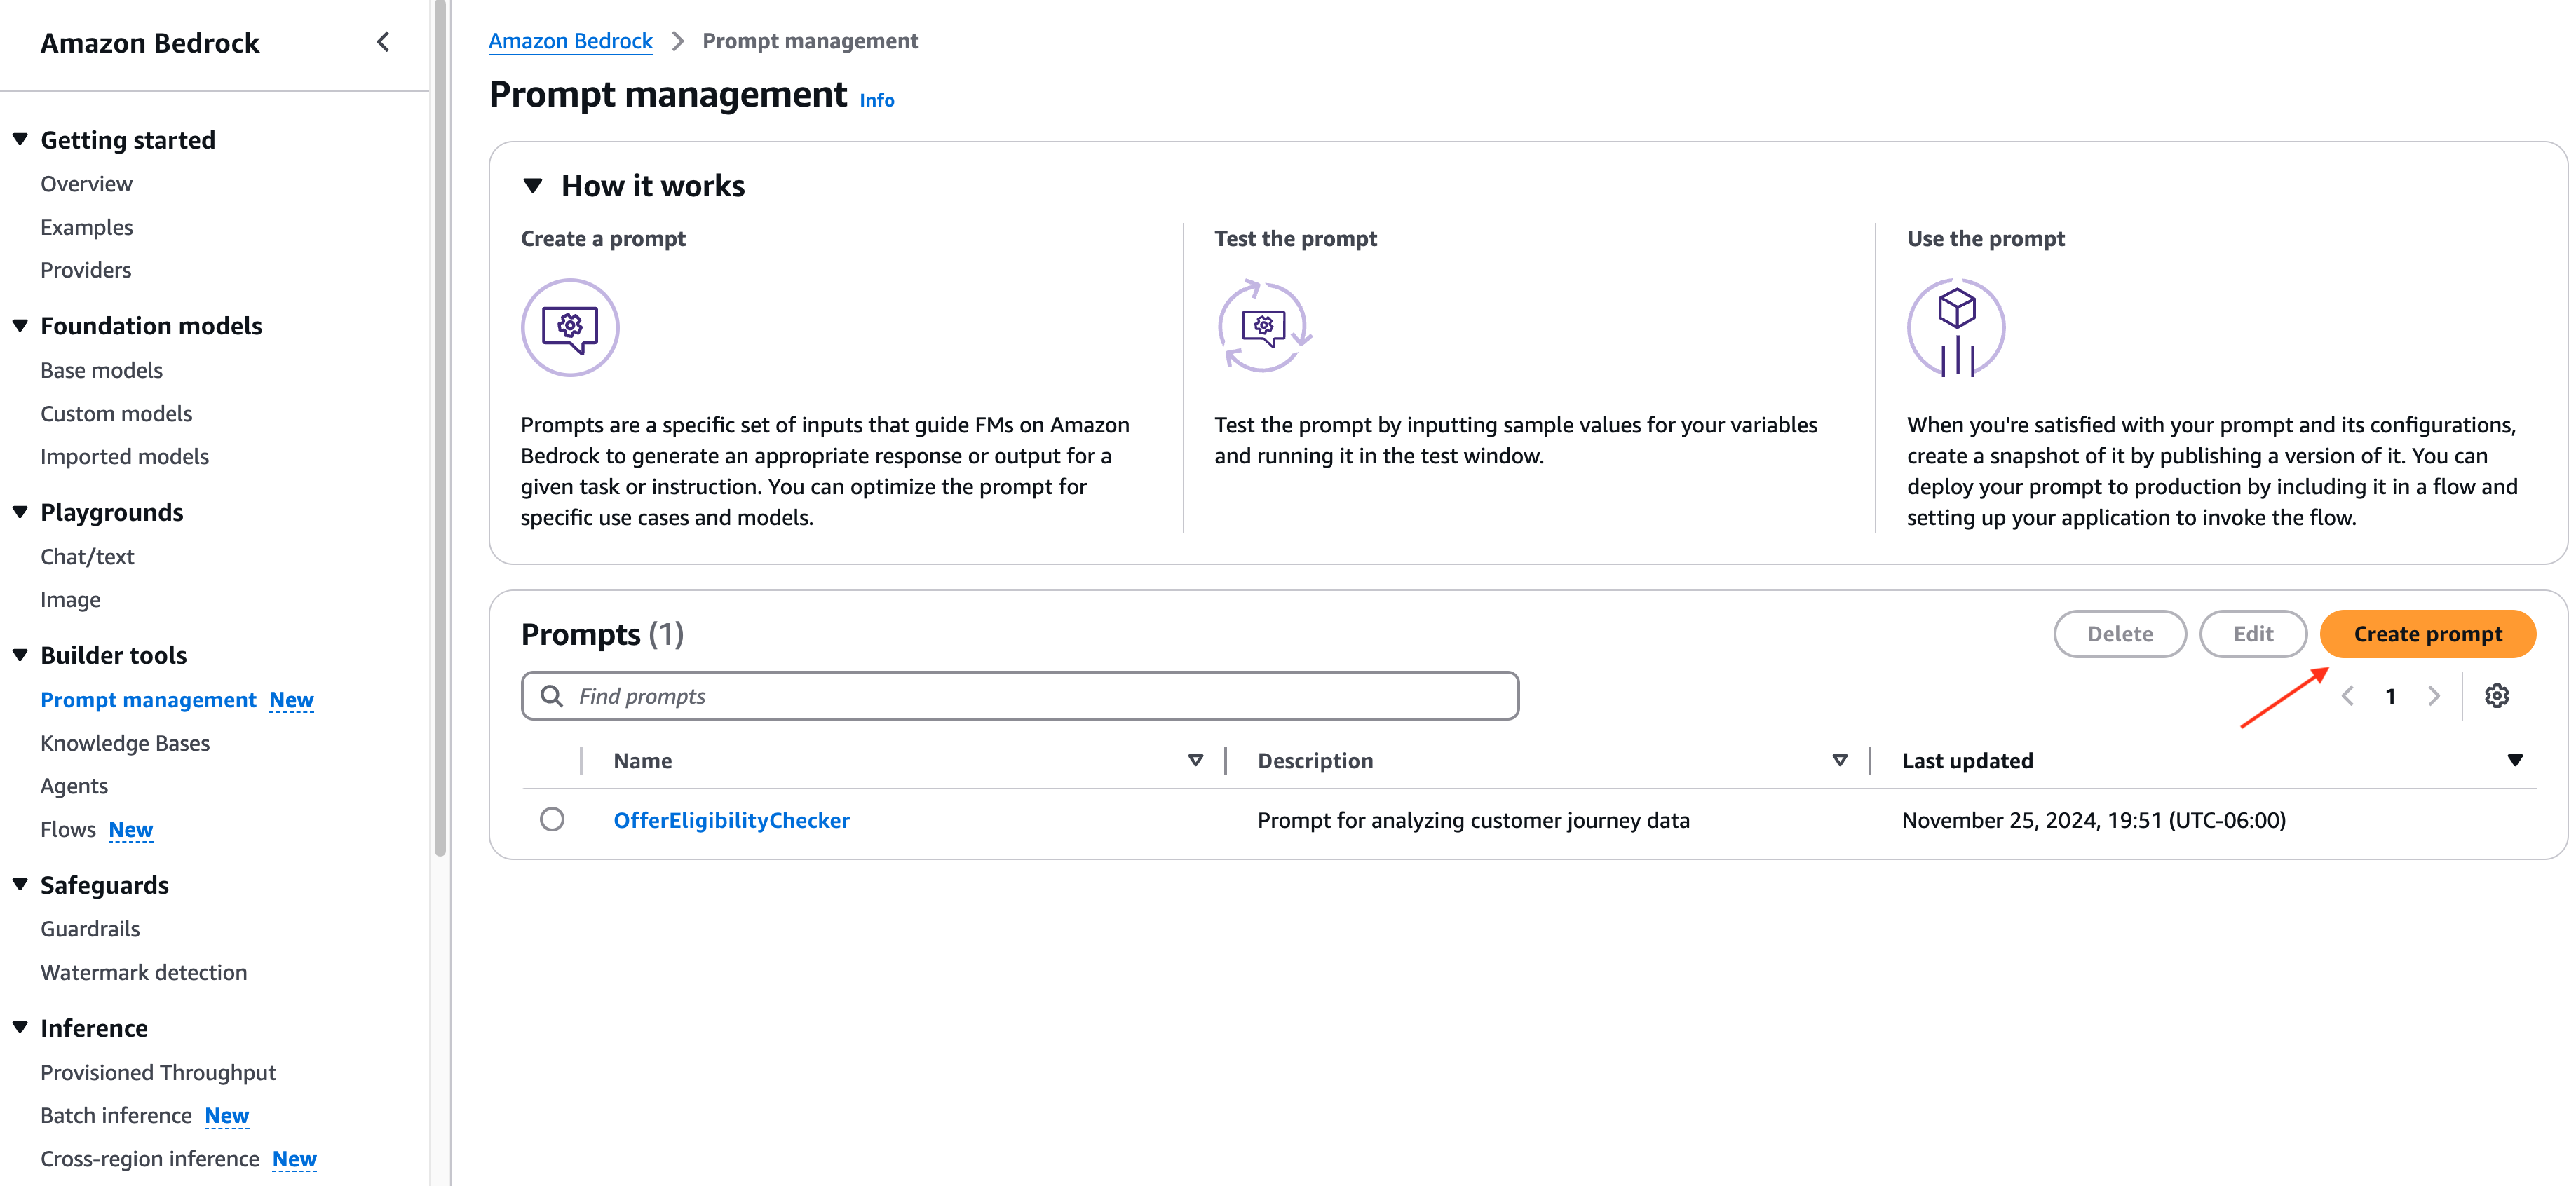 Amazon Bedrock
Getting started
Overview
Examples
Providers
Foundation models
Base models
Custom models
Imported models
Playgrounds
Chat/text
Image
Builder tools
Prompt management New
Knowledge Bases
Agents
Flows New
Safeguards
Guardrails
Watermark detection
Inference
Provisioned Throughput
Batch inference New
Cross-region inference New
Amazon Bedrock > Prompt management
Prompt management Info
How it works
Create a prompt
Prompts are a specific set of inputs that guide FMs on Amazon
Bedrock to generate an appropriate response or output for a
given task or instruction. You can optimize the prompt for
specific use cases and models.
Test the prompt
Test the prompt by inputting sample values for your variables
and running it in the test window.
Use the prompt
When you're satisfied with your prompt and its configurations,
create a snapshot of it by publishing a version of it. You can
deploy your prompt to production by including it in a flow and
setting up your application to invoke the flow.
Prompts (1)
Delete Edit Create prompt
Find prompts
1
Name Description Last updated
OfferEligibilityChecker Prompt for analyzing customer journey data November 25, 2024, 19:51 (UTC-06:00)